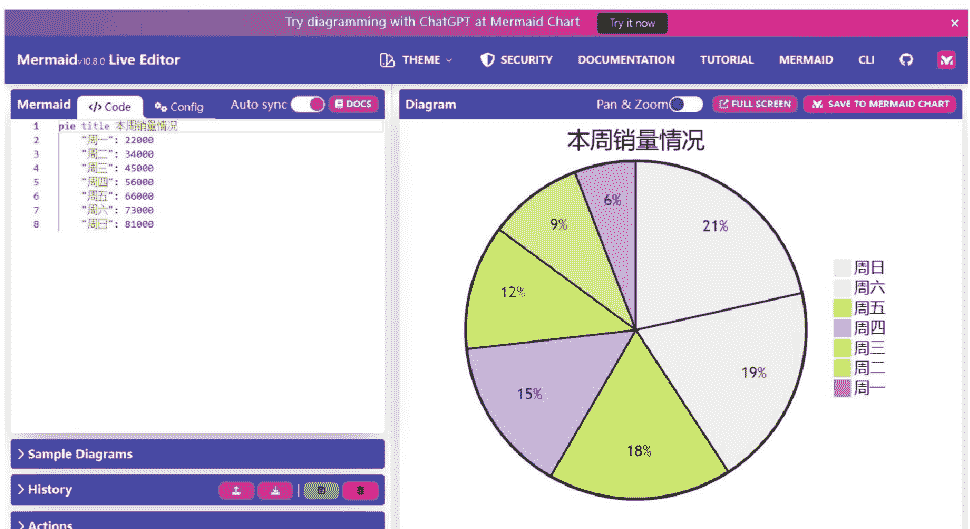 Try diagramming with ChatGPT at Mermaid Chart Try it now ×
Mermaid v10.8.0 Live Editor THEME SECURITY DOCUMENTATION TUTORIAL MERMAID CLI
Mermaid </> Code Config Auto sync DOCS
1 pie title 本周销量情况
2 "周一": 22000
3 "周二": 34000
4 "周三": 45000
5 "周四": 56000
6 "周五": 66000
7 "周六": 73000
8 "周日": 81000
Sample Diagrams
History
Actions
Diagram Pan & Zoom FULL SCREEN SAVE TO MERMAID CHART
本周销量情况
6%
21%
9%
12%
19%
15%
18%
周日
周六
周五
周四
周三
周二
周一